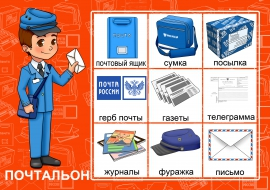 почтовый ящик
сумка
посылка
ПОЧТА
РОССИИ
герб почты
газеты
телеграмма
журналы
фуражка
письмо
ПОЧТАЛЬОН